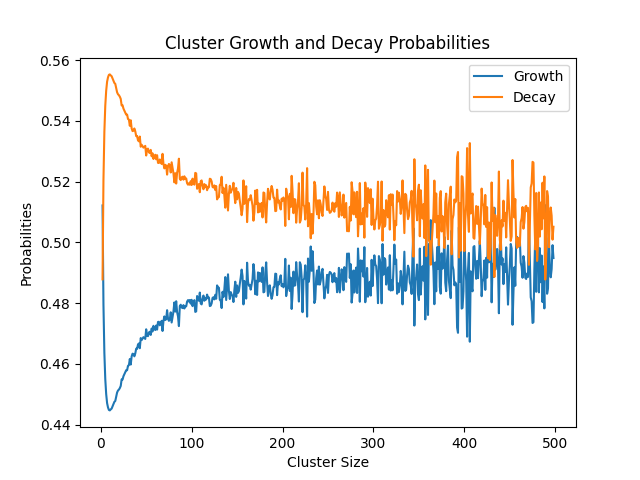 Cluster Growth and Decay Probabilities
0.56
0.54
0.52
0.50
0.48
0.46
0.44
Probabilities
Growth
Decay
0
100
200
300
400
500
Cluster Size